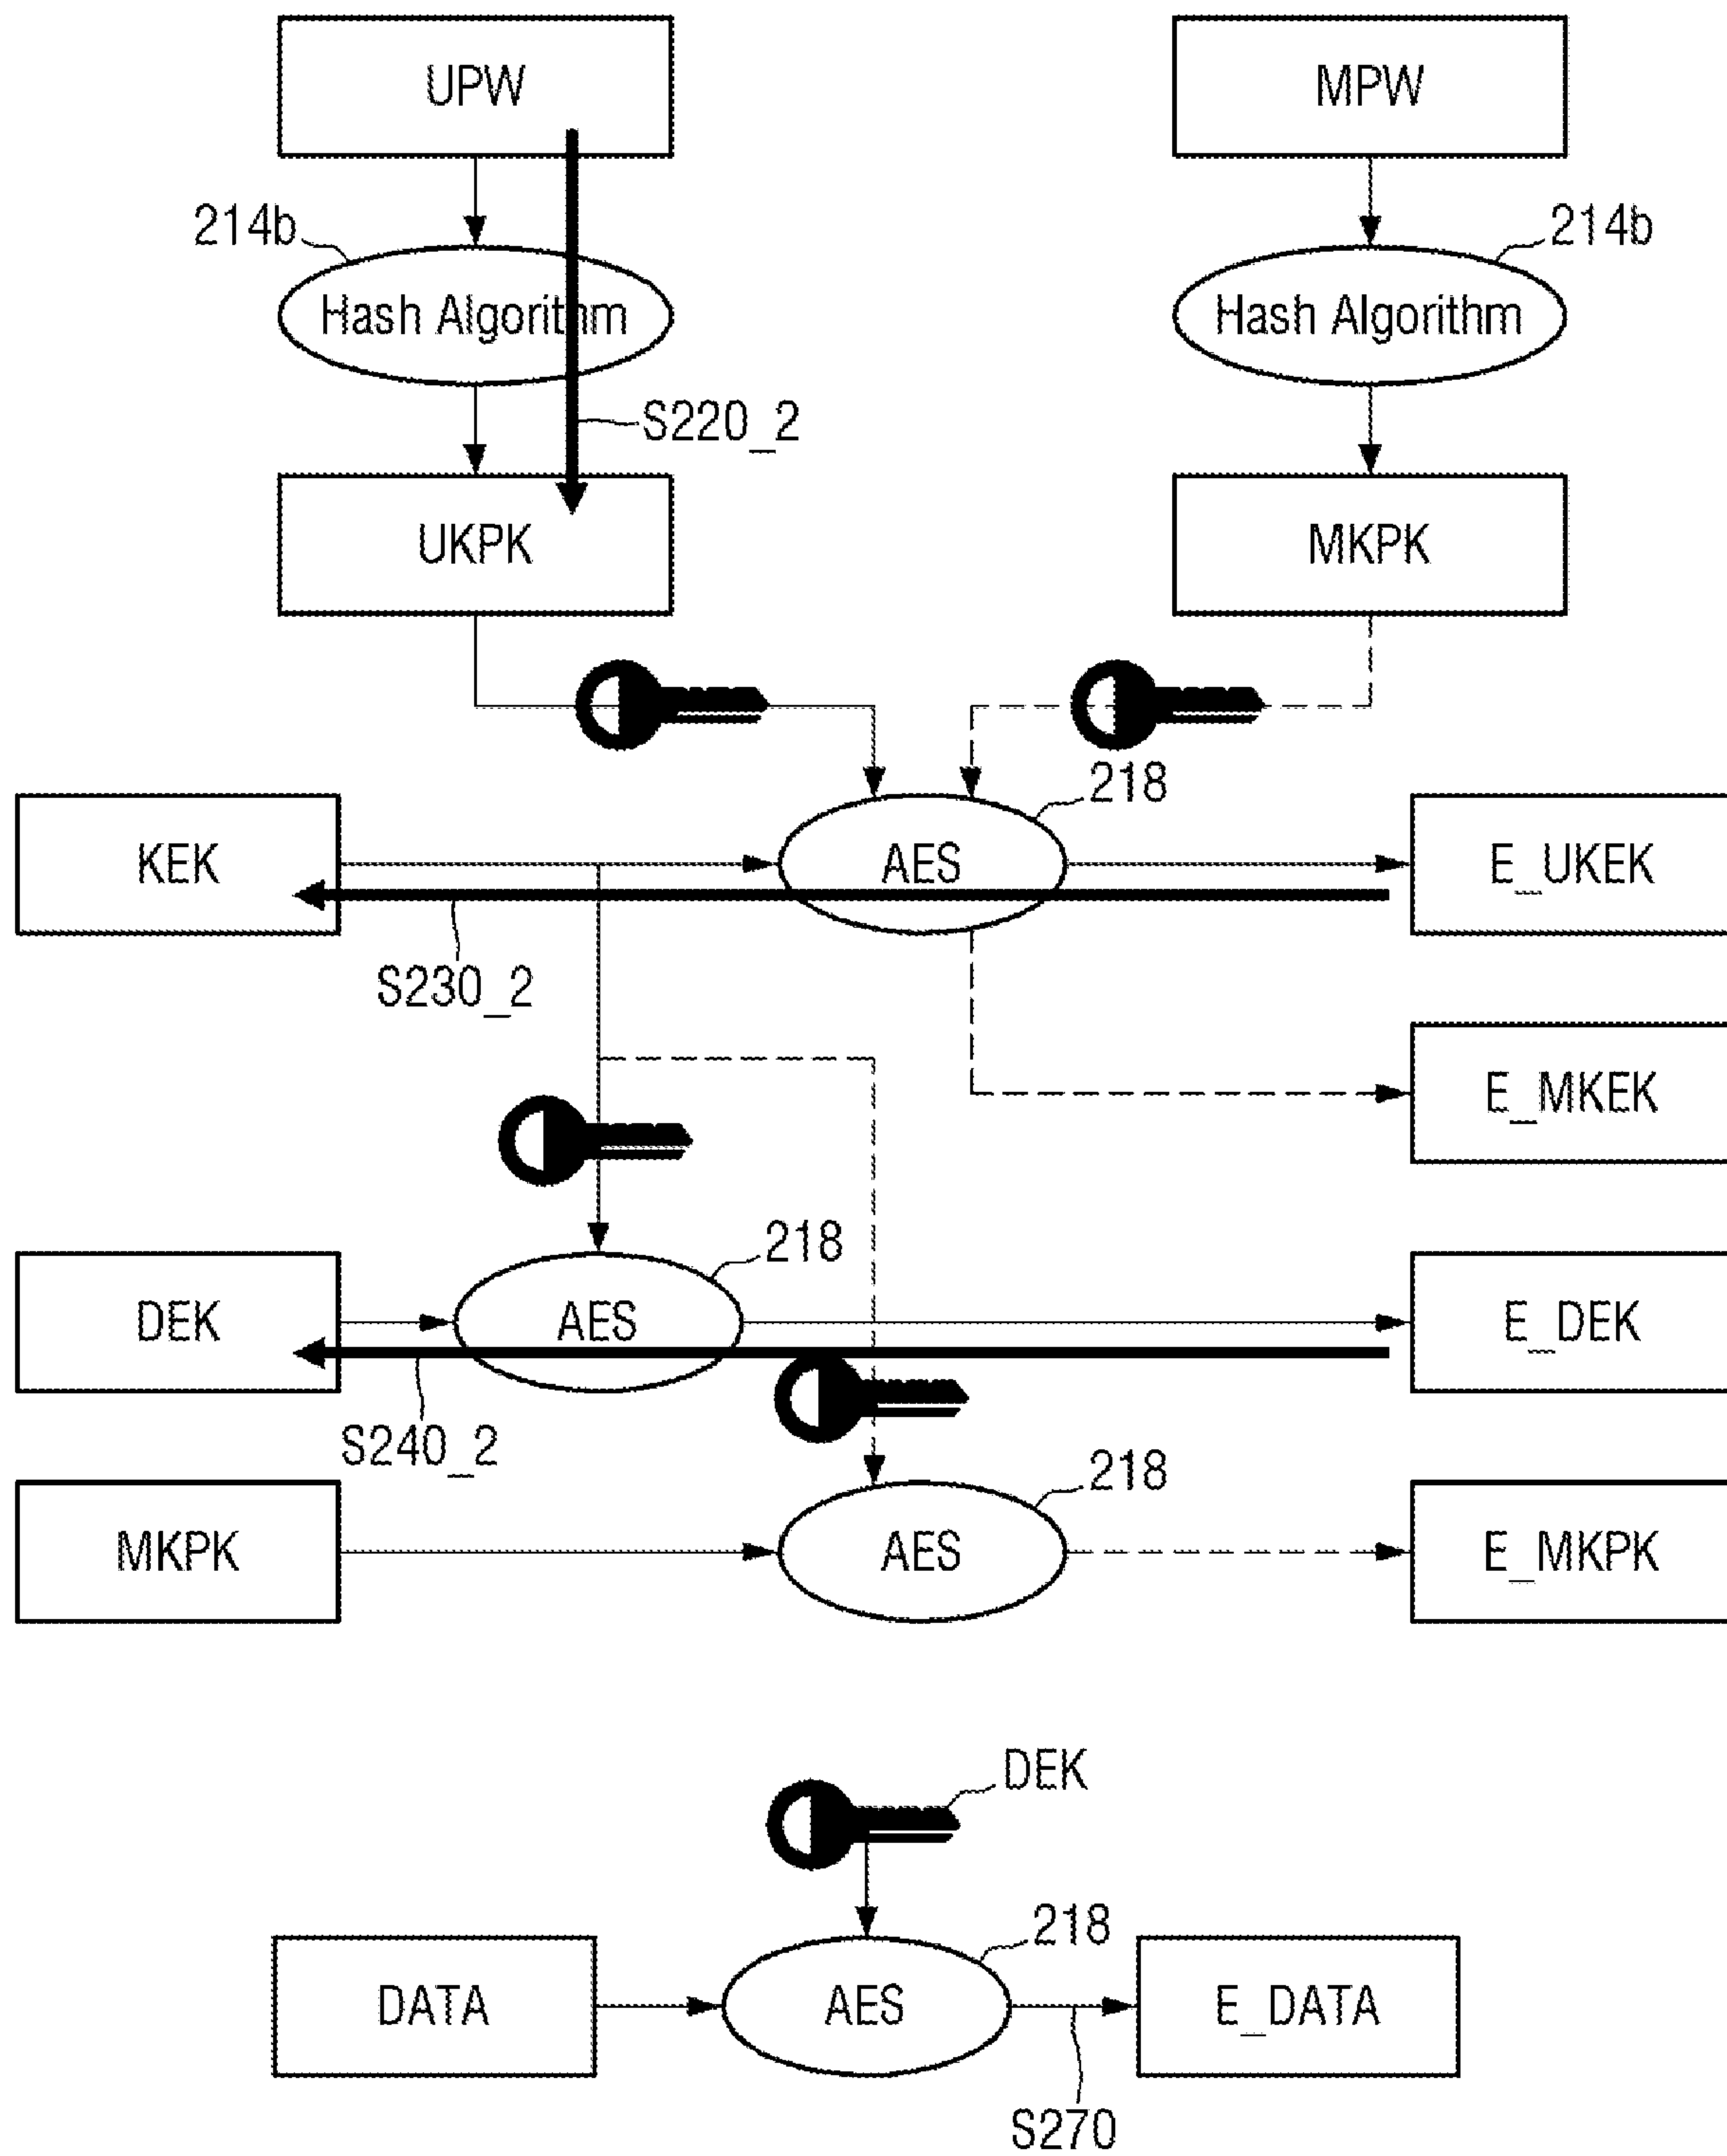 UPW
MPW
214b
214b
Hash Algorithm
Hash Algorithm
S220_2
UKPK
MKPK
218
KEK
AES
E_UKEK
S230_2
E_MKEK
218
DEK
AES
E_DEK
S240_2
218
MKPK
AES
E_MKPK
DEK
218
DATA
AES
E_DATA
S270